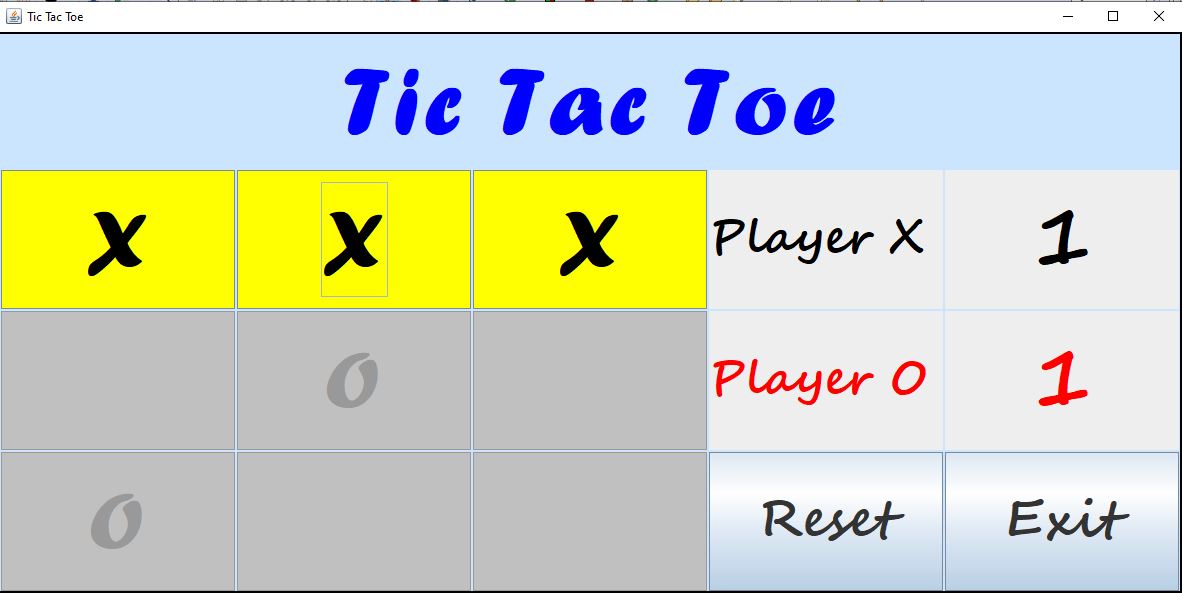 Tic Tac Toe
Tic Tac Toe
X X X Player X 1
O Player O 1
O Reset Exit